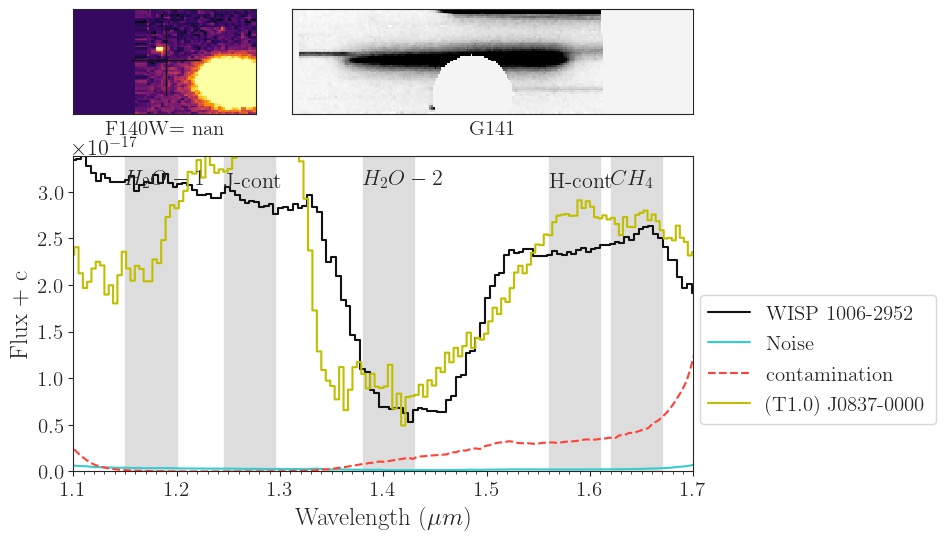 F140W= nan
G141
×10⁻¹⁷
H₂O − 1
J-cont
H₂O − 2
H-cont
CH₄
3.0
2.5
2.0
1.5
1.0
0.5
0.0
Flux + c
1.1 1.2 1.3 1.4 1.5 1.6 1.7
Wavelength (μm)
WISP 1006-2952
Noise
contamination
(T1.0) J0837-0000